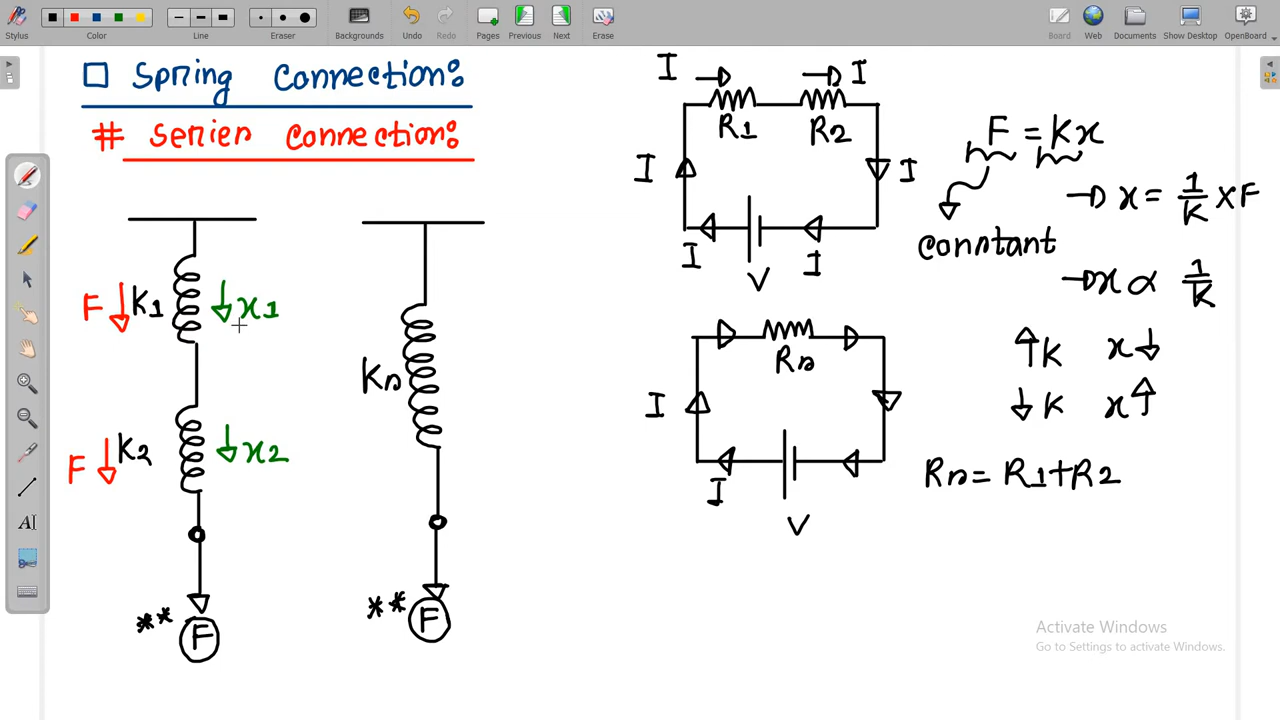 Stylus
Color
Line
Eraser
Backgrounds
Undo
Redo
Pages
Previous
Next
Erase
Board
Web
Documents
Show Desktop
OpenBoard
Spring Connection:
# Series Connection:
F K1 x1
F K2 x2
** F
Ks
** F
I I
R1 R2
I I
I I
V
Rs
I
I
V
F = Kx
→ x = 1/K × F
constant
→ x ∝ 1/K
↑K x↓
↓K x↑
Rs = R1+R2
Activate Windows
Go to Settings to activate Windows.